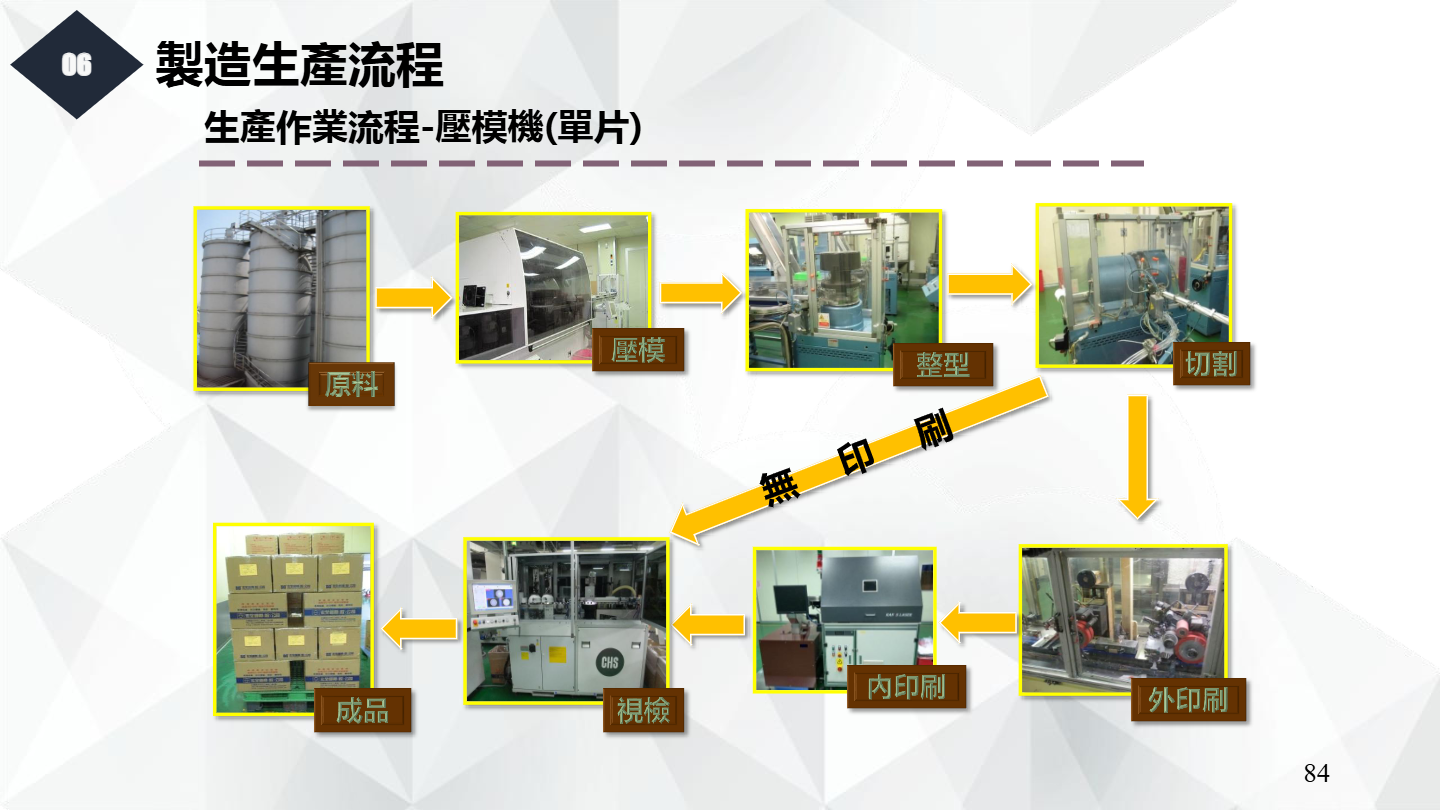 06
製造生產流程
生產作業流程-壓模機(單片)
原料
壓模
整型
切割
無印刷
成品
視檢
CHS
內印刷
外印刷
84